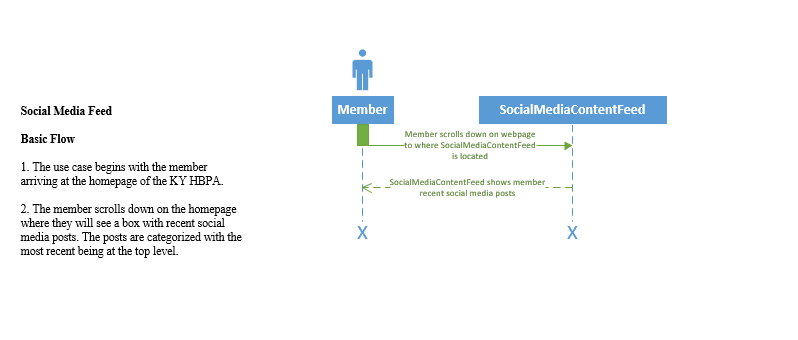 Social Media Feed
Basic Flow
1. The use case begins with the member
arriving at the homepage of the KY HBPA.
2. The member scrolls down on the homepage
where they will see a box with recent social
media posts. The posts are categorized with the
most recent being at the top level.
Member
SocialMediaContentFeed
Member scrolls down on webpage
to where SocialMediaContentFeed
is located
SocialMediaContentFeed shows member
recent social media posts
X
X